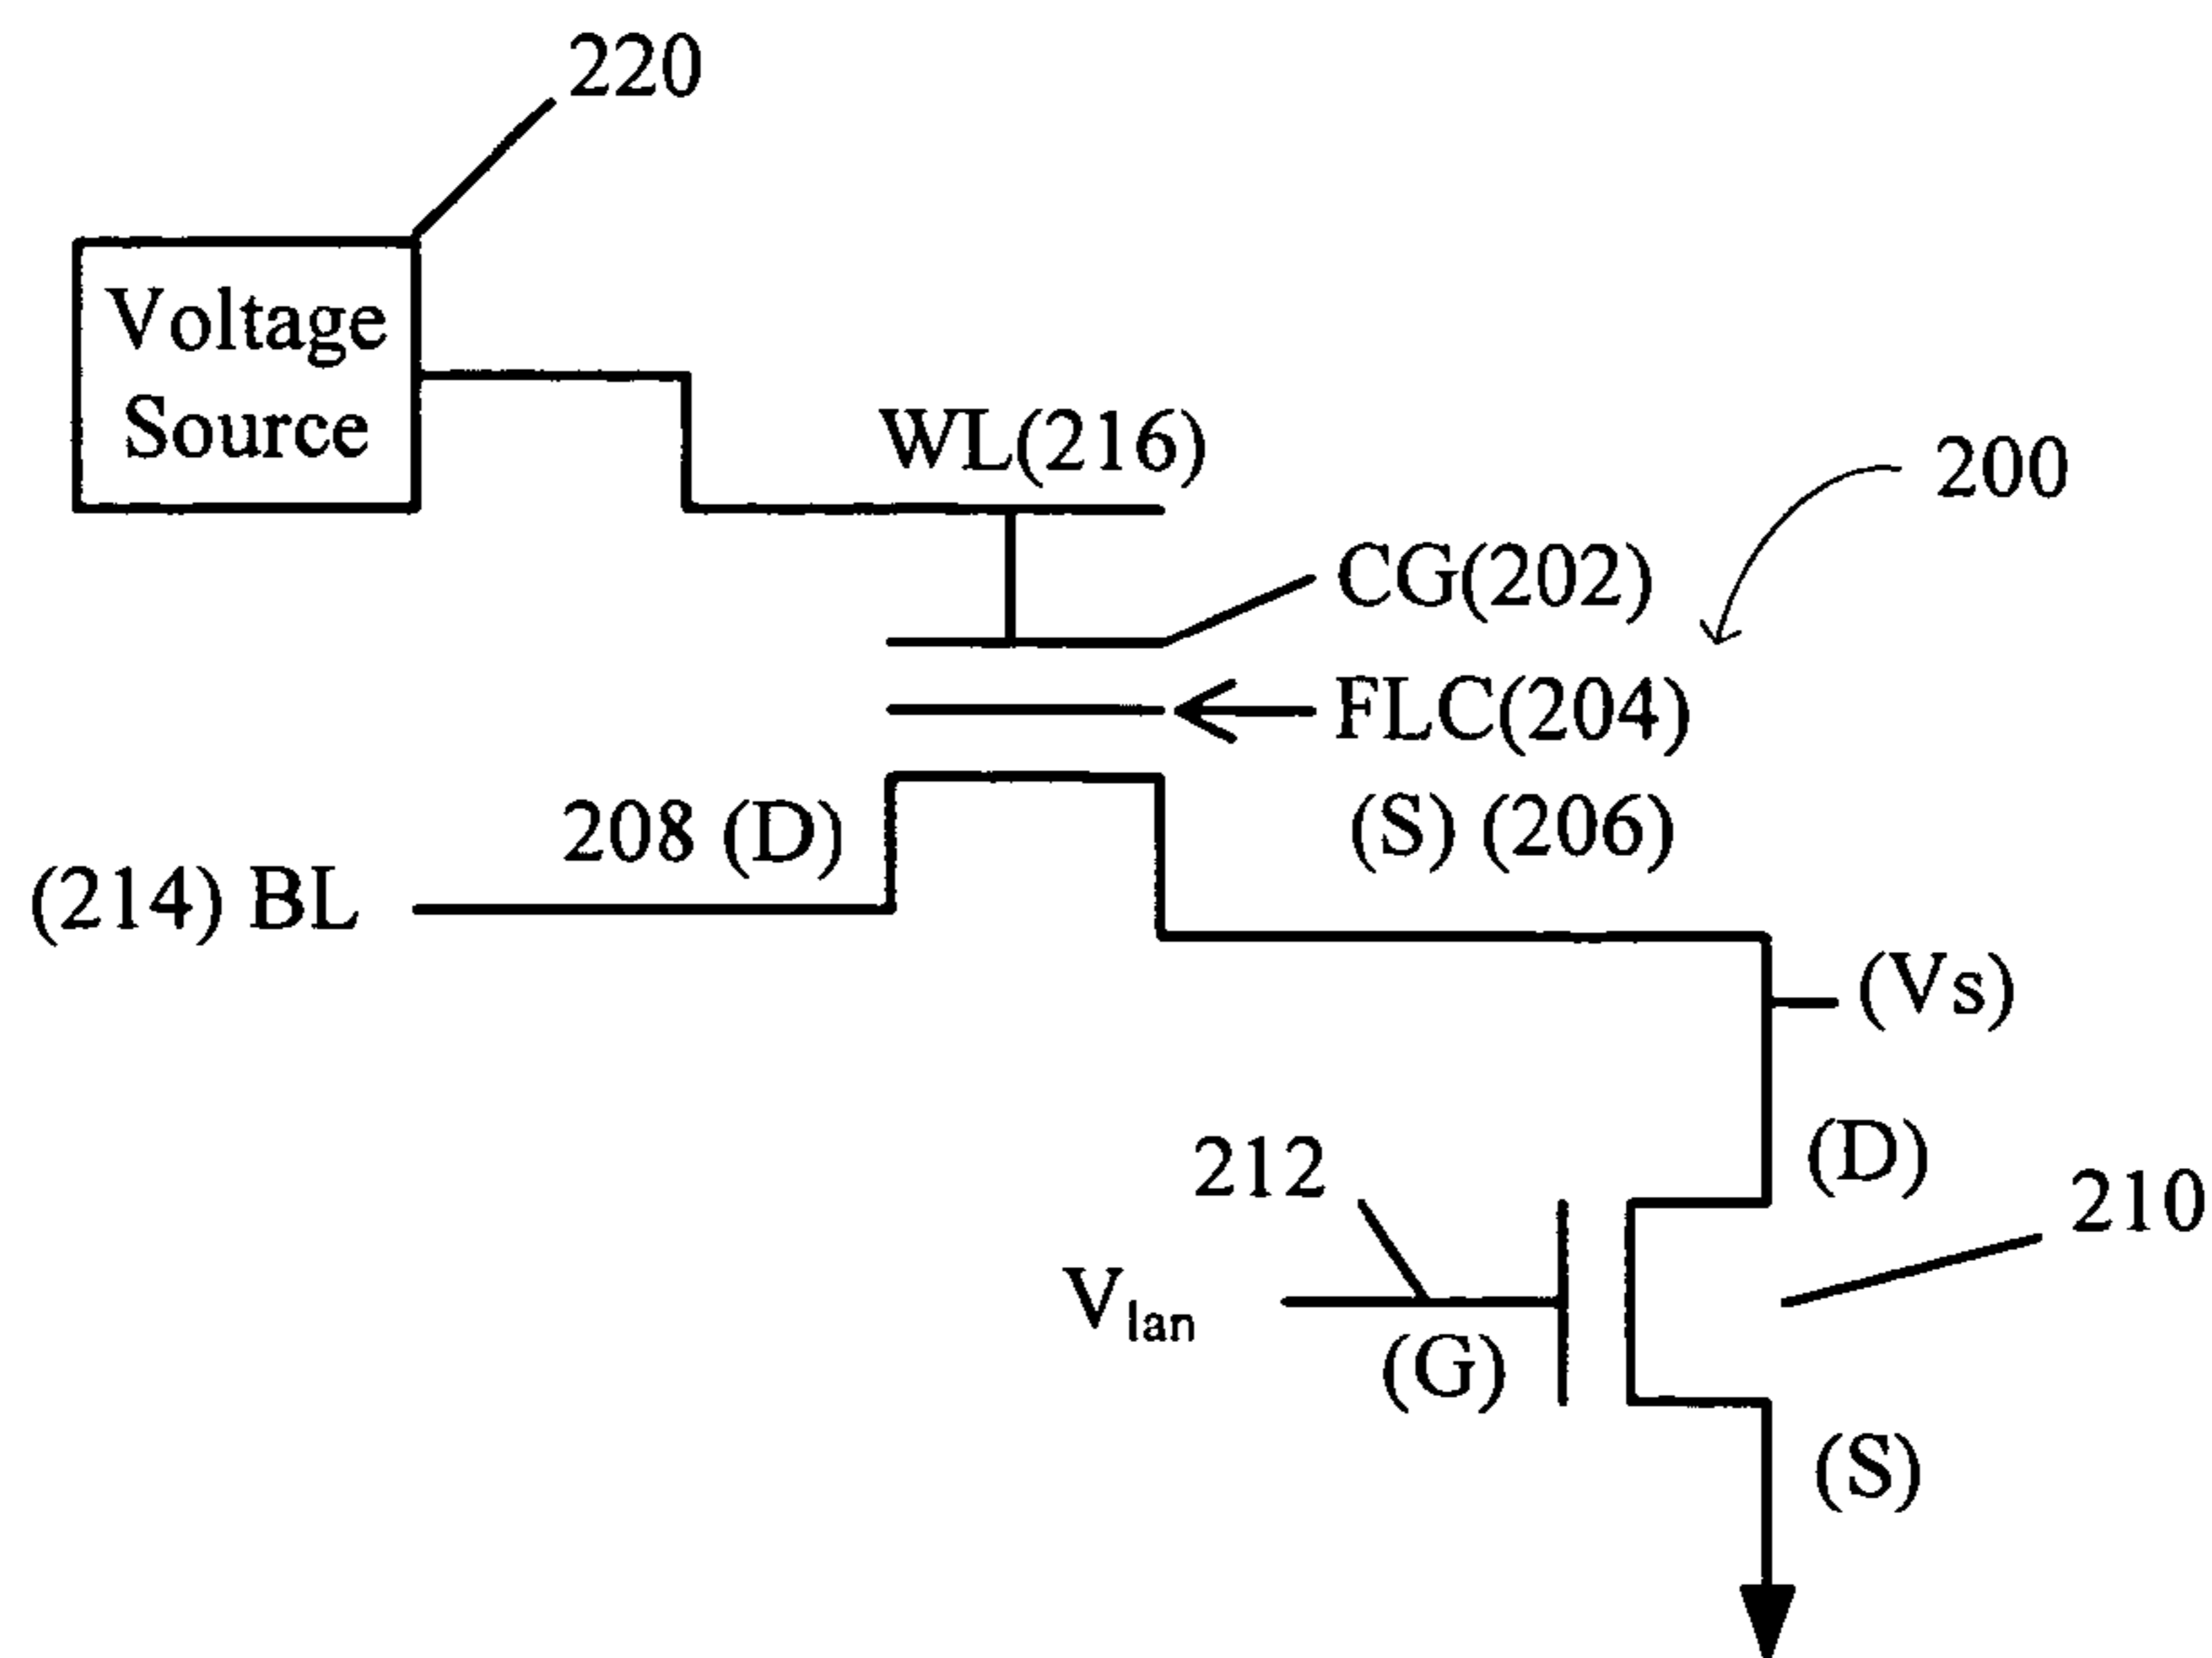 220
Voltage
Source
WL(216)
200
CG(202)
FLC(204)
208 (D)
(S) (206)
(214) BL
(Vs)
(D)
212
210
Vlan
(G)
(S)